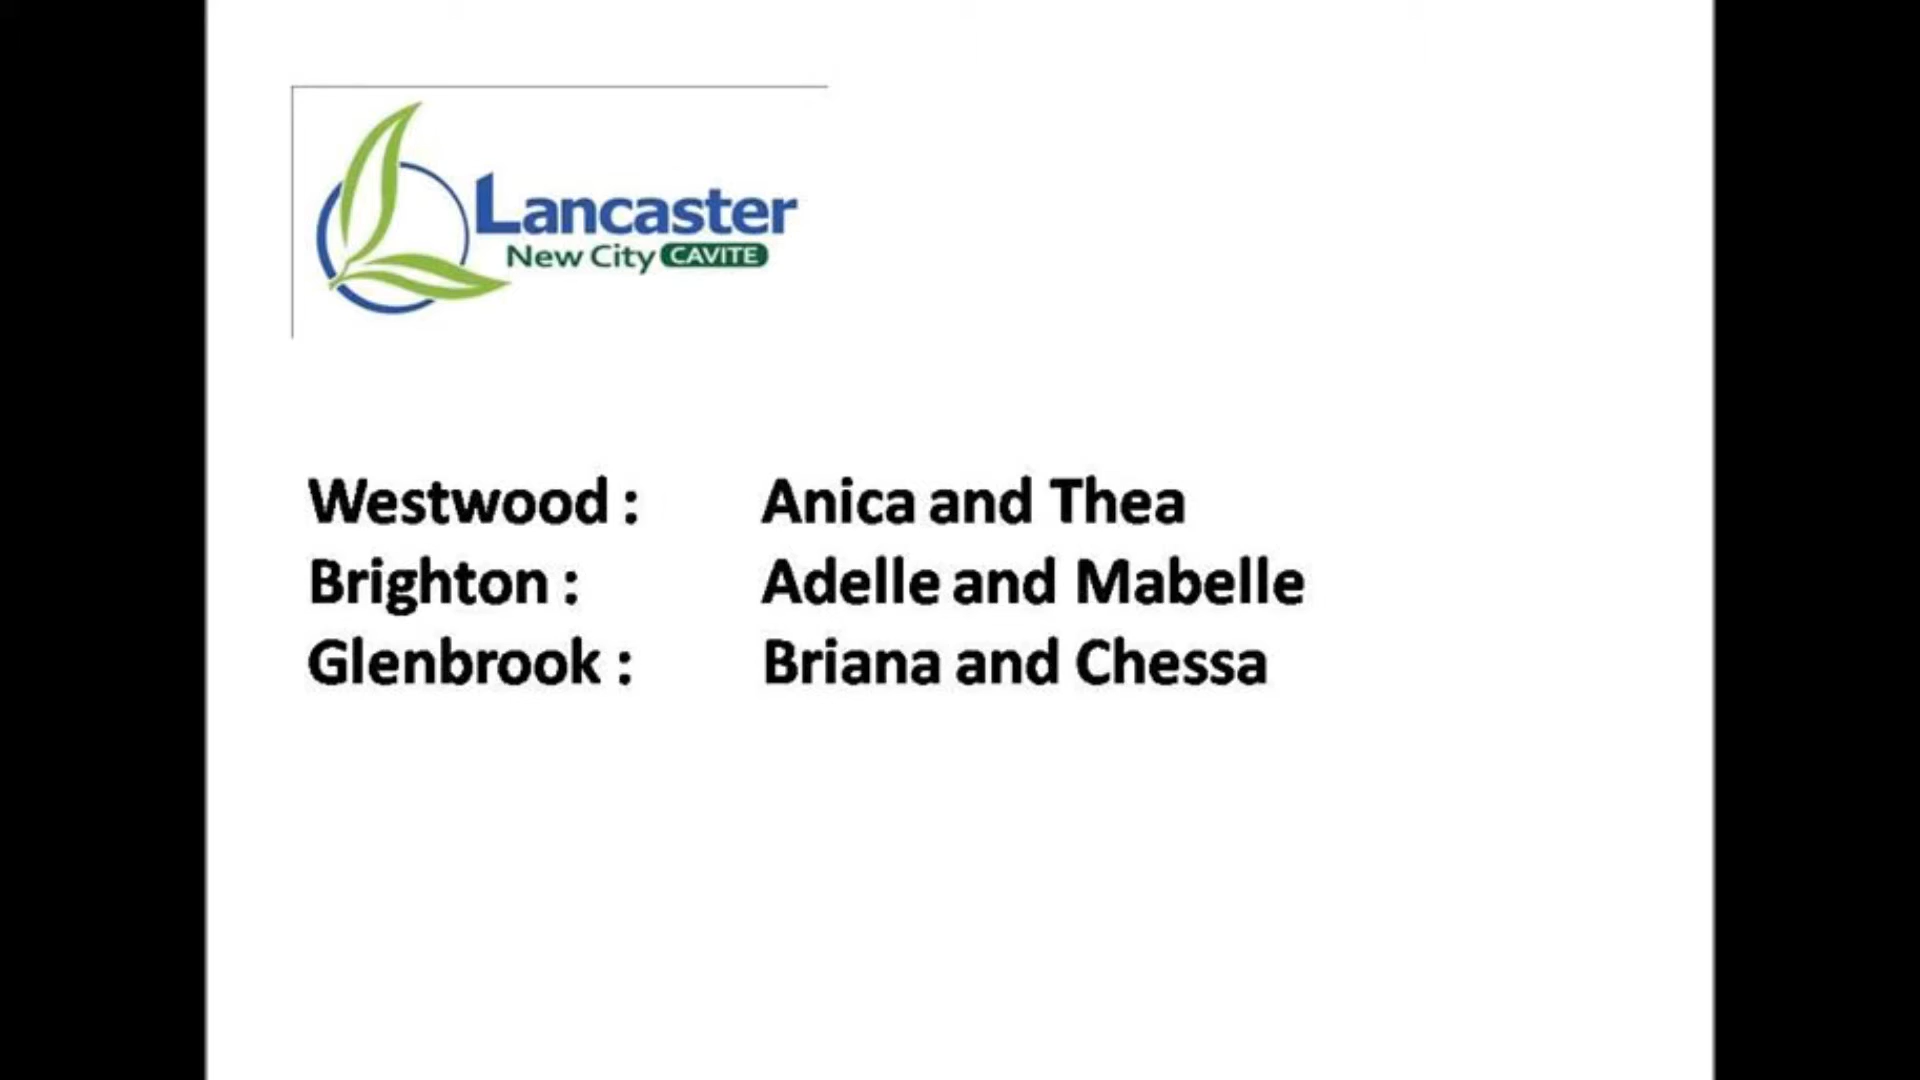 Lancaster
New City CAVITE
Westwood : Anica and Thea
Brighton : Adelle and Mabelle
Glenbrook : Briana and Chessa